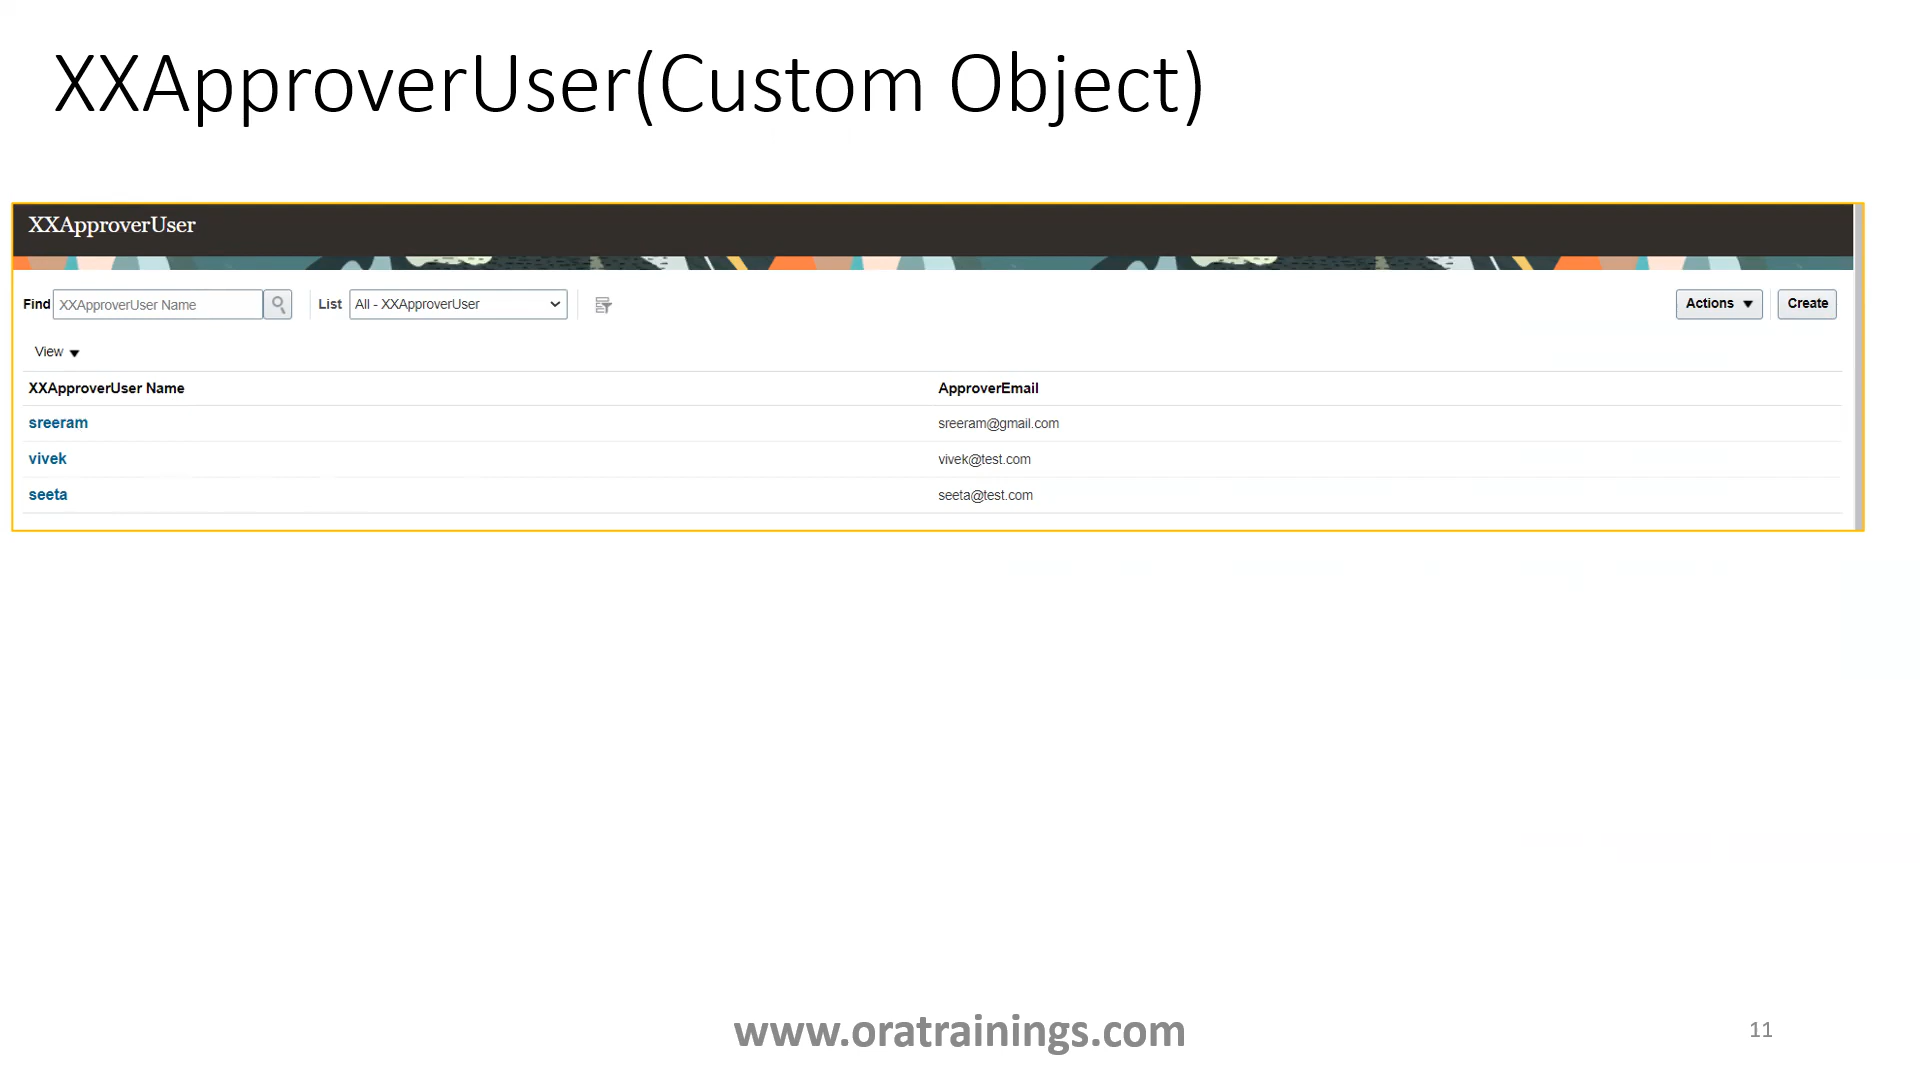 XXApproverUser(Custom Object)
XXApproverUser
Find XXApproverUser Name List All - XXApproverUser Actions Create
View
XXApproverUser Name ApproverEmail
sreeram sreeram@gmail.com
vivek vivek@test.com
seeta seeta@test.com
www.oratrainings.com 11